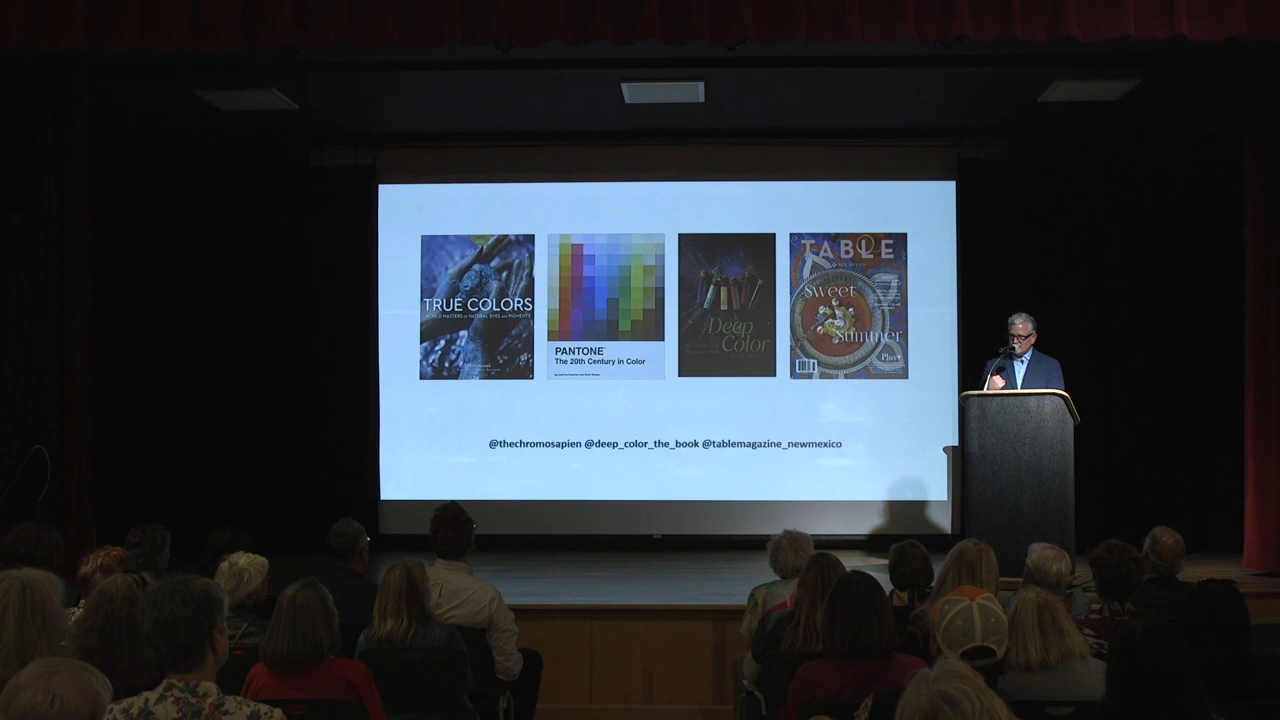 TRUE COLORS
WORLD MASTERS OF NATURAL DYES AND PIGMENTS
PANTONE
The 20th Century in Color
Deep
Color
TABLE
Sweet
Summer
Plus+
@thechromosapien @deep_color_the_book @tablemagazine_newmexico